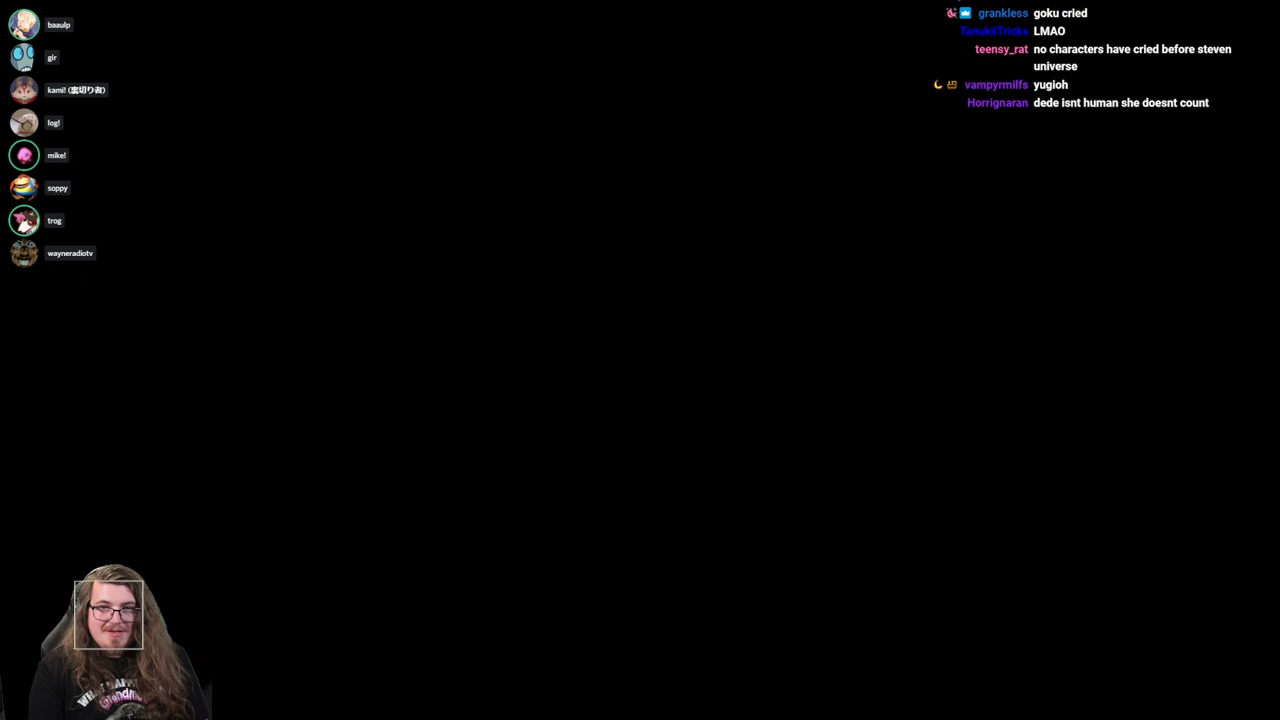 baaulp
gir
kami! (裏切り者)
log!
mike!
soppy
trog
wayneradiotv
grankless goku cried
TanukiiTricks LMAO
teensy_rat no characters have cried before steven
universe
vampyrmilfs yugioh
Horrignaran dede isnt human she doesnt count